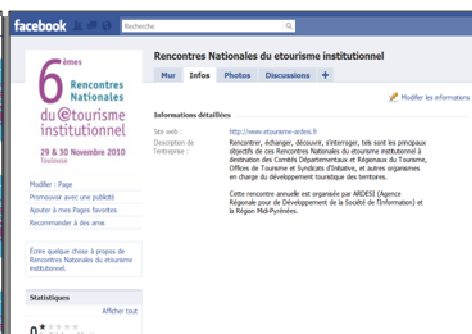 facebook
Recherche
6èmes
Rencontres
Nationales
du @tourisme
institutionnel
29 & 30 Novembre 2010
Toulouse
Modifier : Page
Promouvoir avec une publicité
Ajouter à mes Pages favorites
Recommander à des amis
Écrire quelque chose à propos de
Rencontres Nationales du etourisme
institutionnel.
Statistiques
Afficher tout
0
Rencontres Nationales du etourisme institutionnel
Mur Infos Photos Discussions +
Modifier les informations
Informations détaillées
Site web : http://www.etourisme-ardesi.fr
Description de Rencontrer, échanger, découvrir, s'interroger, tels sont les principaux
l'entreprise : objectifs de ces Rencontres Nationales du etourisme institutionnel à
destination des Comités Départementaux et Régionaux du Tourisme,
Offices de Tourisme et Syndicats d'Initiative, et autres organismes
en charge du développement touristique des territoires.
Cette rencontre annuelle est organisée par ARDESI (Agence
Régionale pour de Développement de la Société de l'Information) et
la Région Midi-Pyrénées.